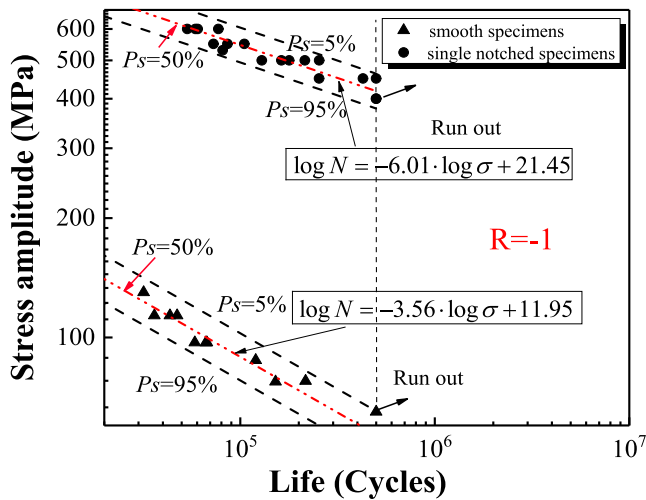 smooth specimens
single notched specimens
600
500
400
300
200
100
Stress amplitude (MPa)
Ps=5%
Ps=50%
Ps=95%
Run out
log N = −6.01·log σ + 21.45
R=-1
Ps=50%
Ps=5%
log N = −3.56·log σ + 11.95
Ps=95%
Run out
10^5
10^6
10^7
Life (Cycles)